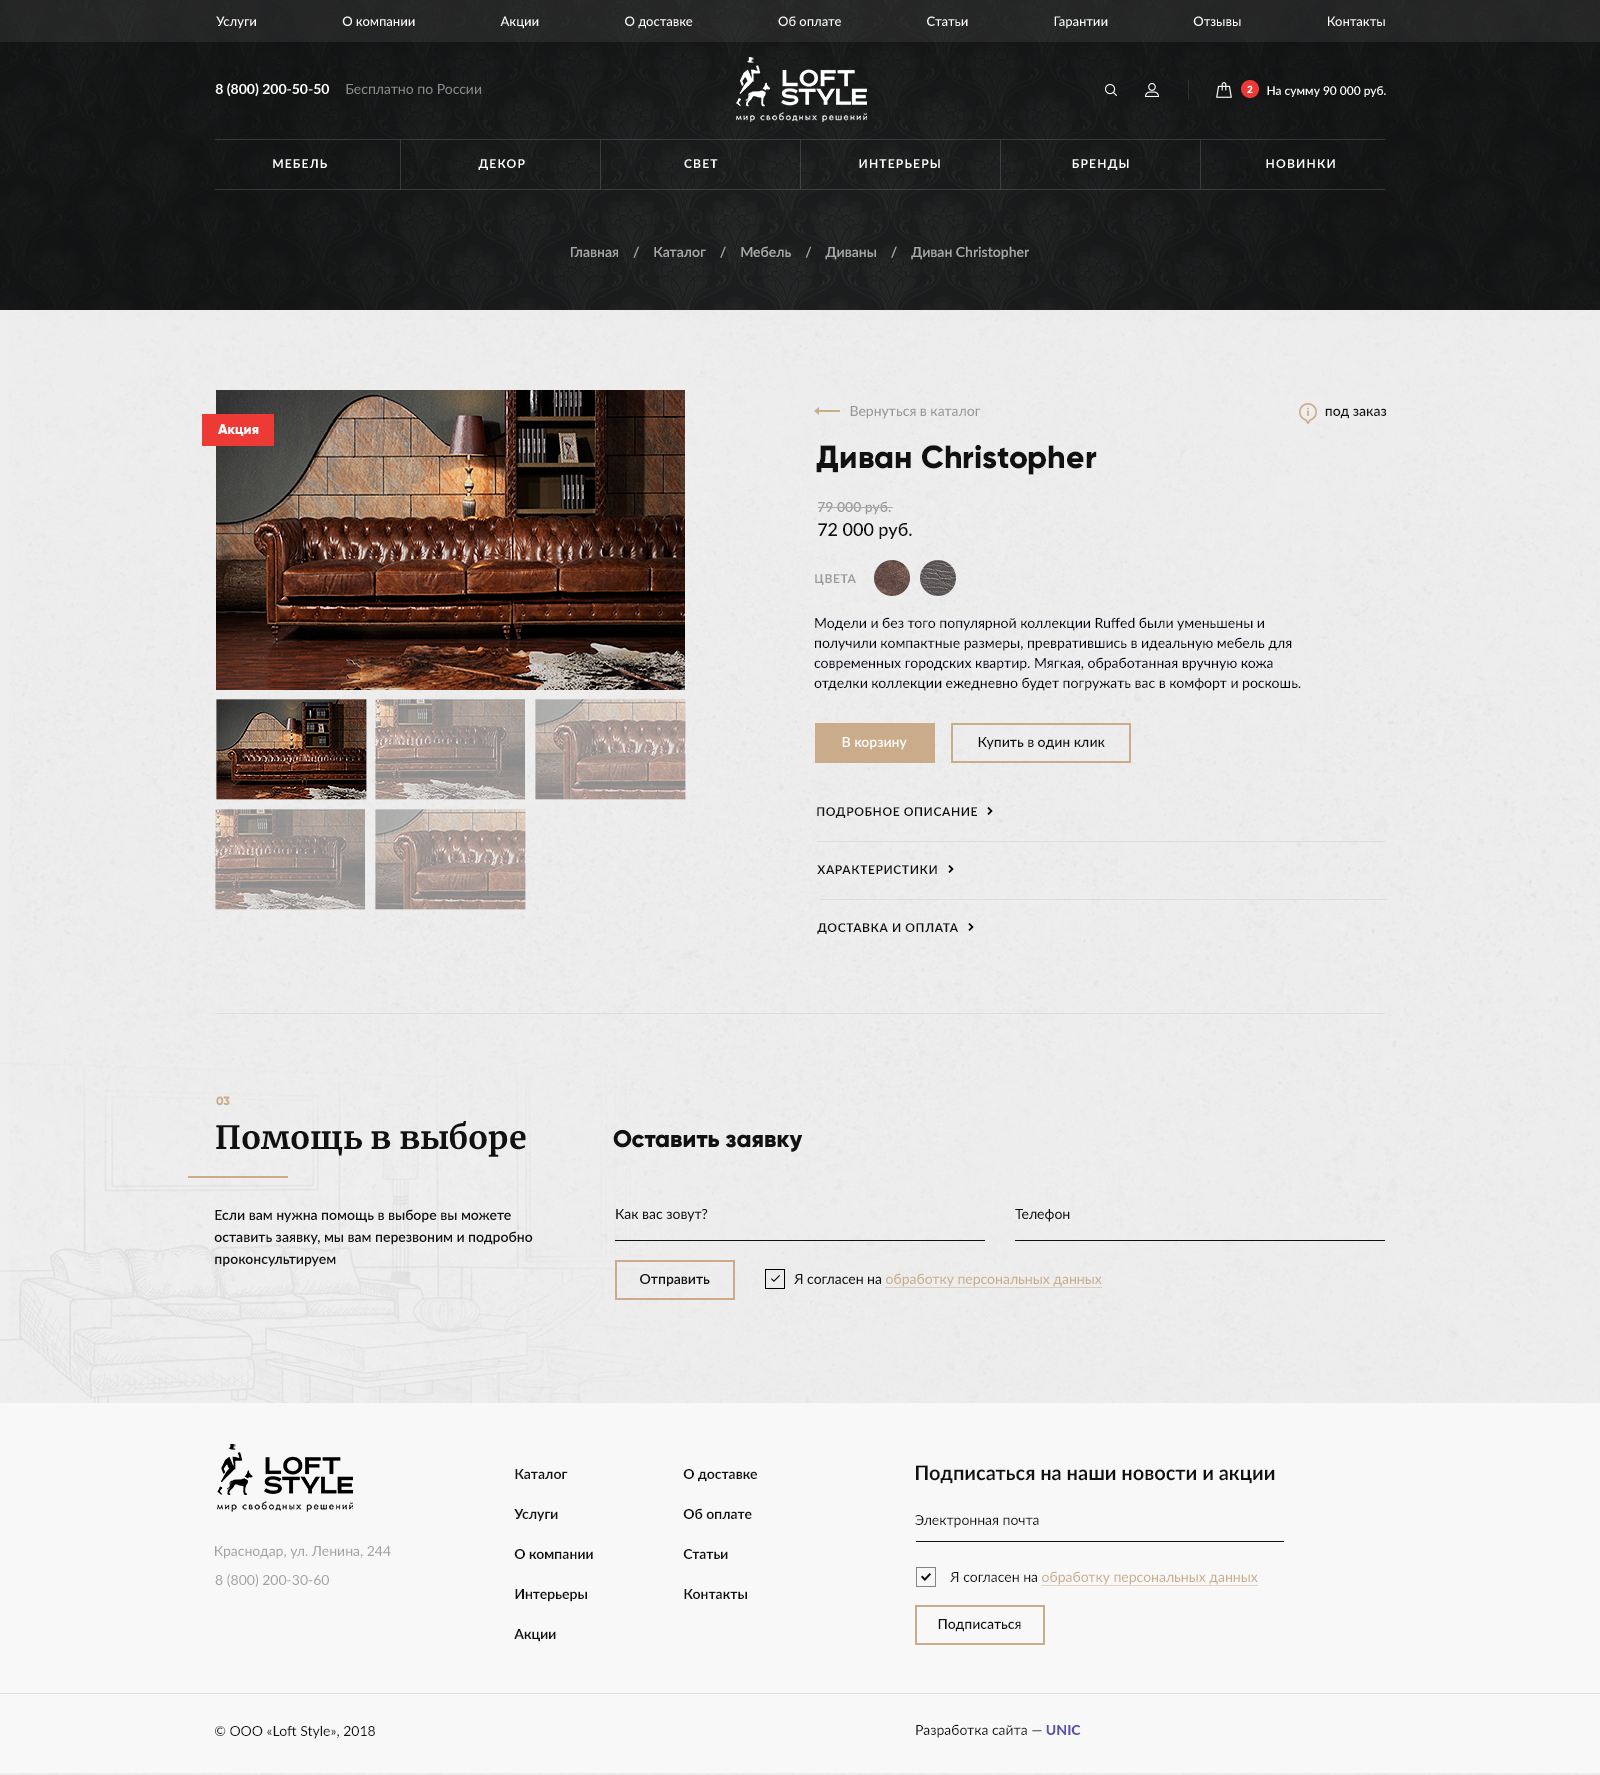 Услуги
О компании
Акции
О доставке
Об оплате
Статьи
Гарантии
Отзывы
Контакты
8 (800) 200-50-50
Бесплатно по России
LOFT
STYLE
мир свободных решений
2
На сумму 90 000 руб.
МЕБЕЛЬ
ДЕКОР
СВЕТ
ИНТЕРЬЕРЫ
БРЕНДЫ
НОВИНКИ
Главная / Каталог / Мебель / Диваны / Диван Christopher
Акция
Вернуться в каталог
под заказ
Диван Christopher
79 000 руб.
72 000 руб.
ЦВЕТА
Модели и без того популярной коллекции Ruffed были уменьшены и
получили компактные размеры, превратившись в идеальную мебель для
современных городских квартир. Мягкая, обработанная вручную кожа
отделки коллекции ежедневно будет погружать вас в комфорт и роскошь.
В корзину
Купить в один клик
ПОДРОБНОЕ ОПИСАНИЕ
ХАРАКТЕРИСТИКИ
ДОСТАВКА И ОПЛАТА
03
Помощь в выборе
Если вам нужна помощь в выборе вы можете
оставить заявку, мы вам перезвоним и подробно
проконсультируем
Оставить заявку
Как вас зовут?
Телефон
Отправить
Я согласен на обработку персональных данных
LOFT
STYLE
мир свободных решений
Краснодар, ул. Ленина, 244
8 (800) 200-30-60
Каталог
Услуги
О компании
Интерьеры
Акции
О доставке
Об оплате
Статьи
Контакты
Подписаться на наши новости и акции
Электронная почта
Я согласен на обработку персональных данных
Подписаться
© ООО «Loft Style», 2018
Разработка сайта — UNIC